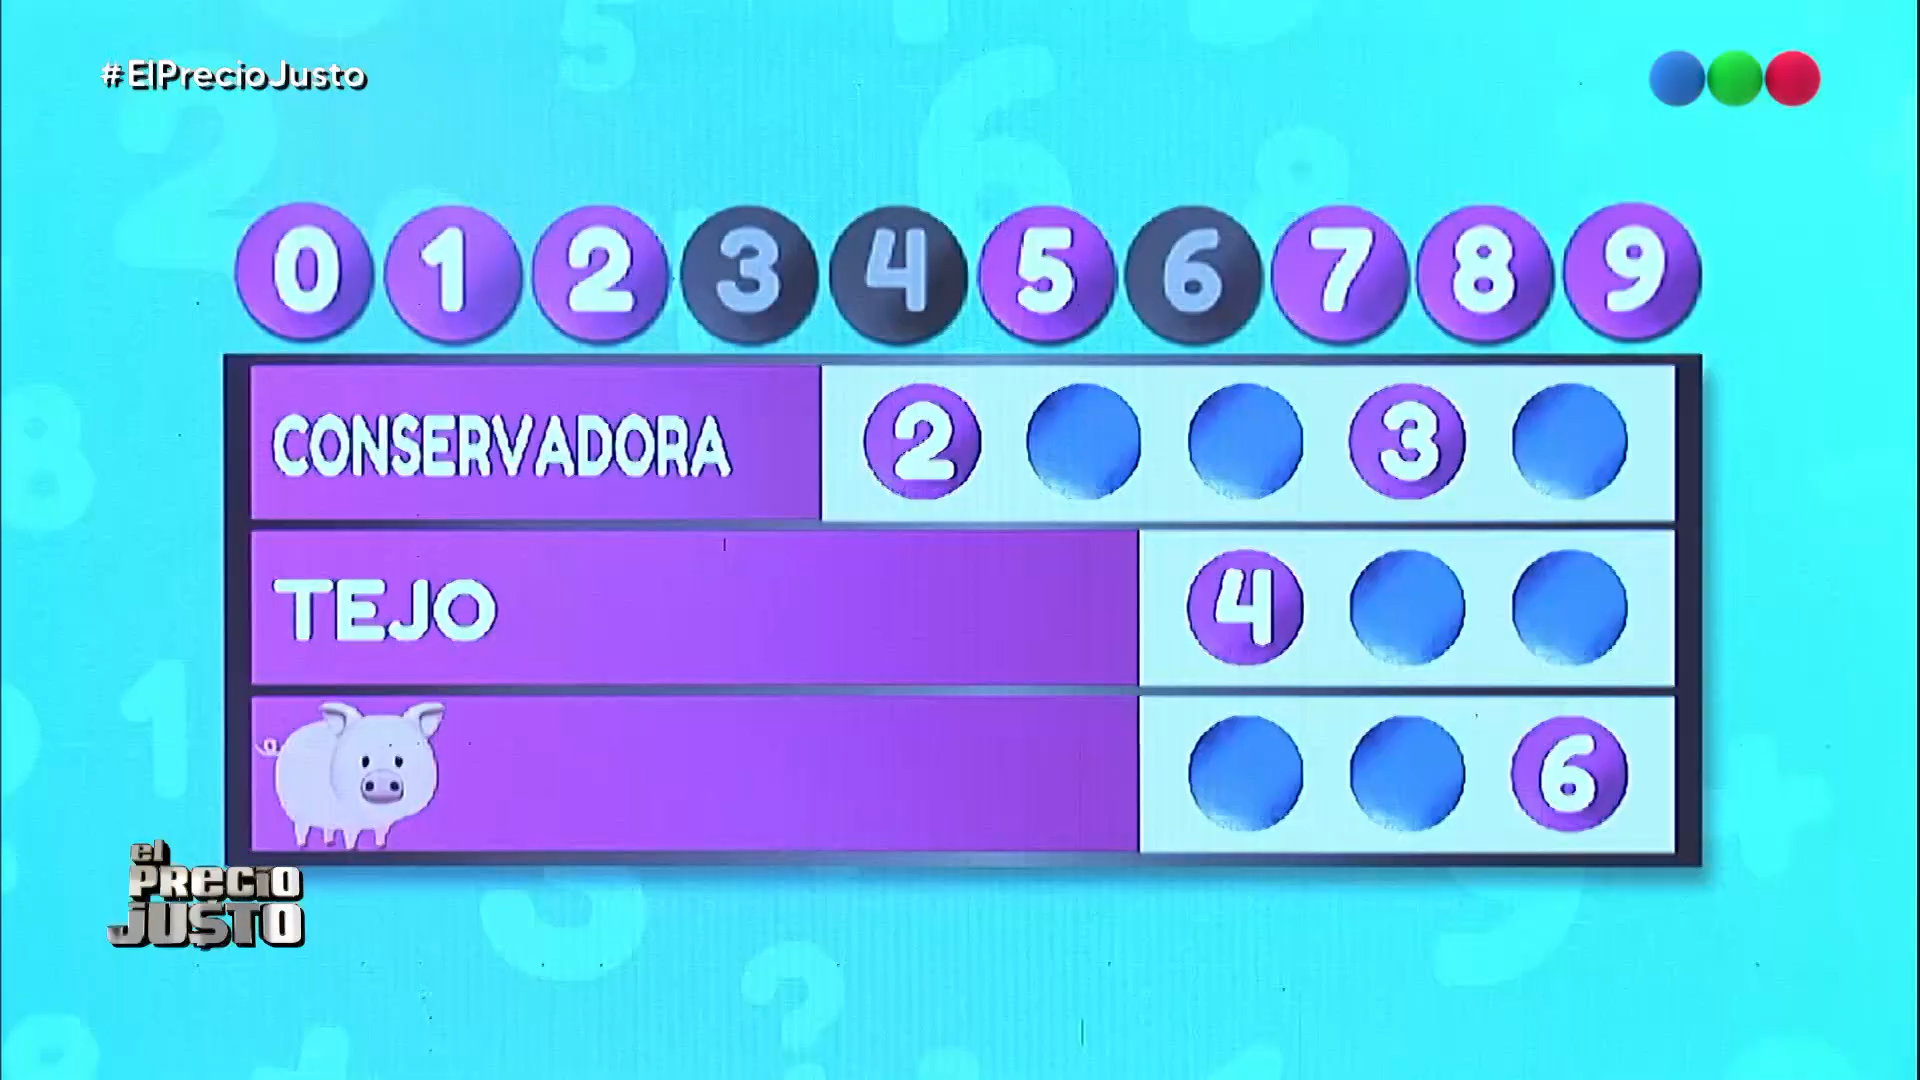 #ElPrecioJusto
0 1 2 3 4 5 6 7 8 9
CONSERVADORA 2 3
TEJO 4
6
el
PRECIO
JUSTO